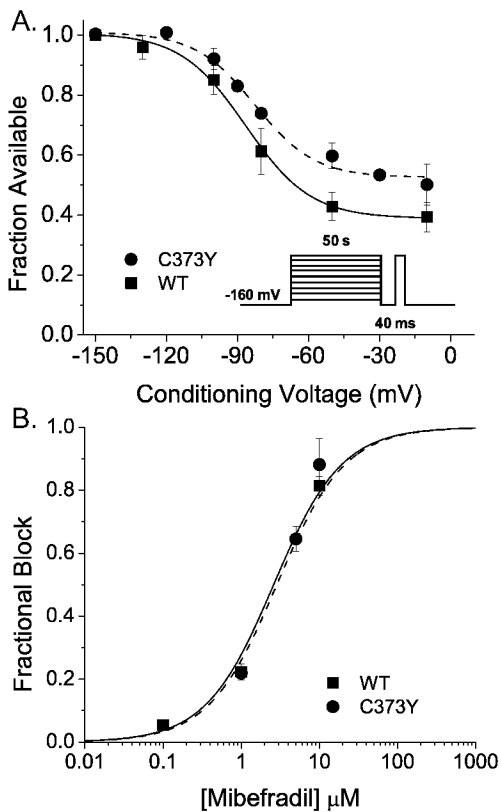 A.
1.0
0.8
0.6
0.4
0.2
0.0
Fraction Available
C373Y
WT
50 s
-160 mV
40 ms
-150 -120 -90 -60 -30 0
Conditioning Voltage (mV)
B.
1.0
0.8
0.6
0.4
0.2
0.0
Fractional Block
WT
C373Y
0.01 0.1 1 10 100 1000
[Mibefradil] μM